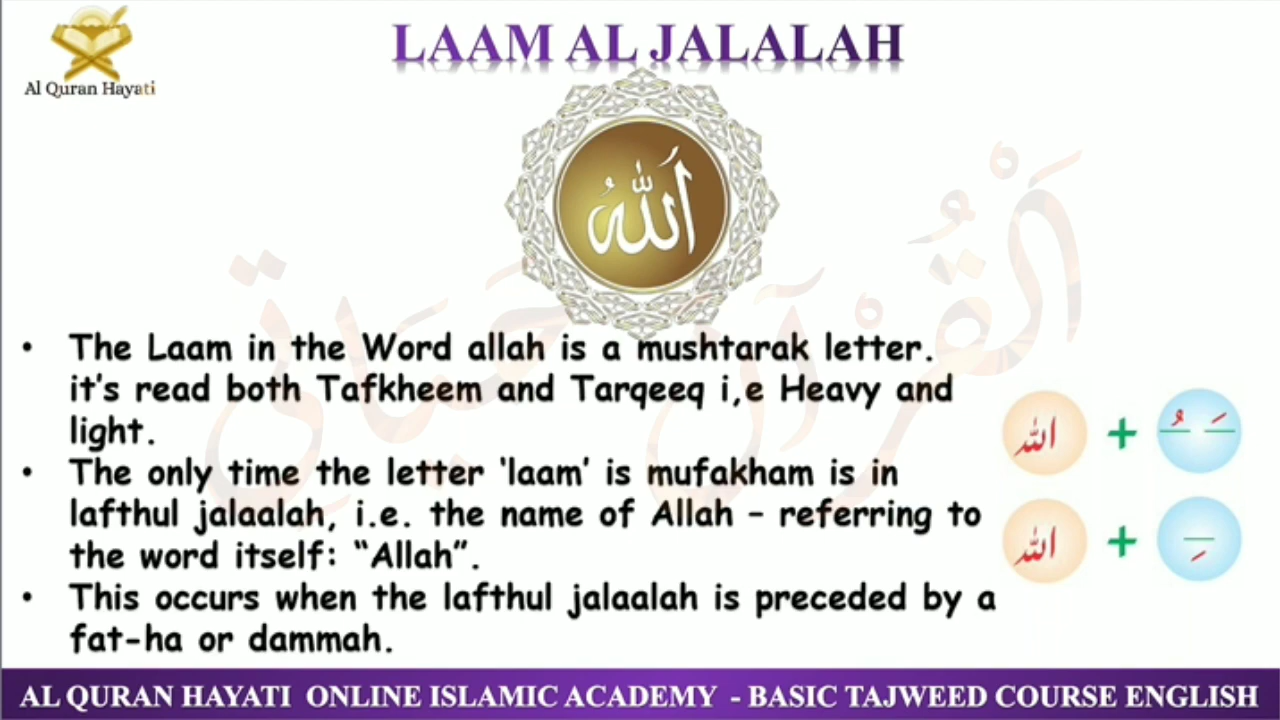 Al Quran Hayati
LAAM AL JALALAH
اَللهُ
اَلْقُرْآن حَيَاتِي
• The Laam in the Word allah is a mushtarak letter.
it's read both Tafkheem and Tarqeeq i,e Heavy and
light.
• The only time the letter ‘laam’ is mufakham is in
lafthul jalaalah, i.e. the name of Allah – referring to
the word itself: “Allah”.
• This occurs when the lafthul jalaalah is preceded by a
fat-ha or dammah.
الله + ـَ ـُ
الله + ـِ
AL QURAN HAYATI ONLINE ISLAMIC ACADEMY - BASIC TAJWEED COURSE ENGLISH